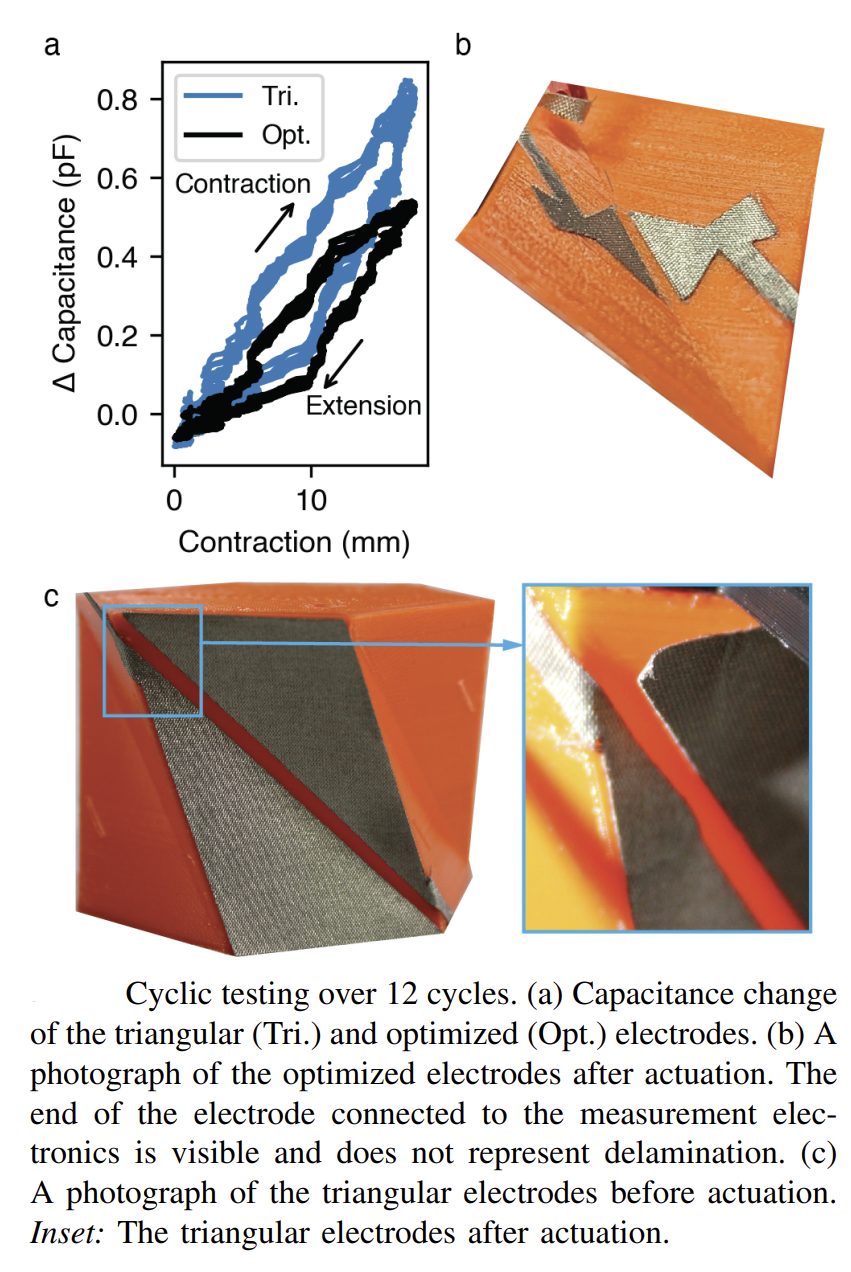 a
b
0.8
0.6
0.4
0.2
0.0
Δ Capacitance (pF)
Tri.
Opt.
Contraction
Extension
0
10
Contraction (mm)
c
Cyclic testing over 12 cycles. (a) Capacitance change
of the triangular (Tri.) and optimized (Opt.) electrodes. (b) A
photograph of the optimized electrodes after actuation. The
end of the electrode connected to the measurement elec-
tronics is visible and does not represent delamination. (c)
A photograph of the triangular electrodes before actuation.
Inset: The triangular electrodes after actuation.